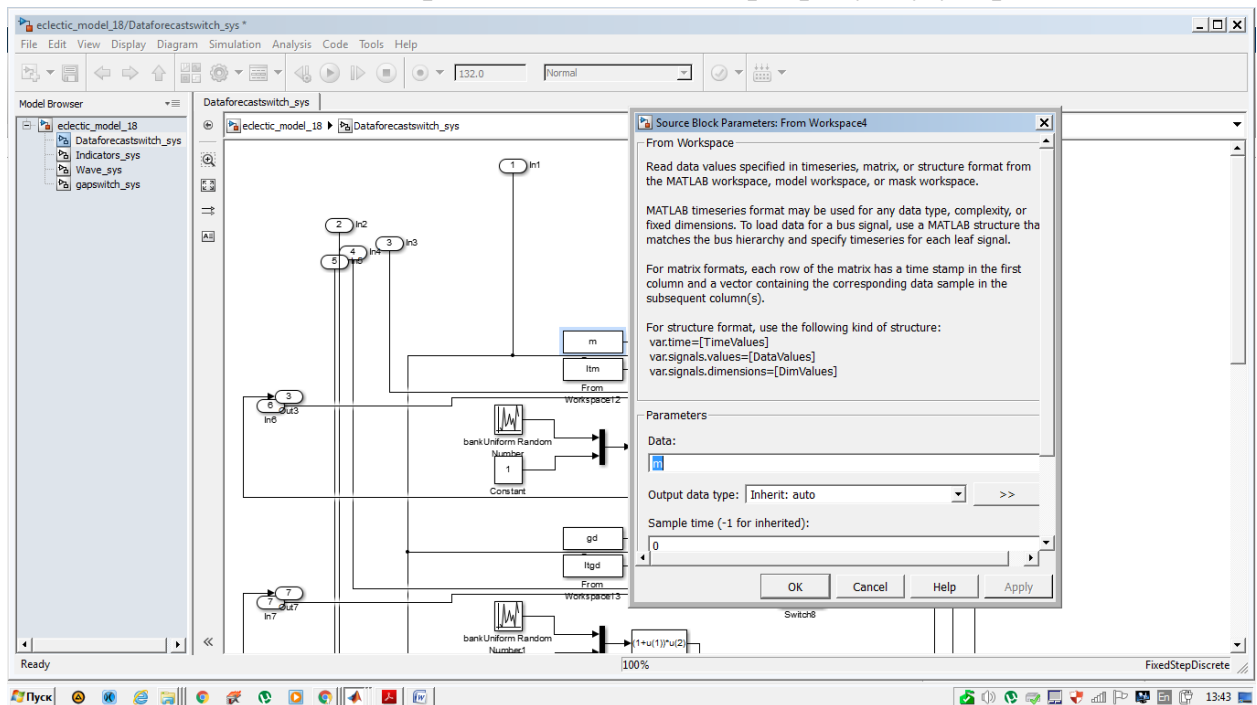 eclectic_model_18/Dataforecastswitch_sys *
File Edit View Display Diagram Simulation Analysis Code Tools Help
132.0 Normal
Model Browser
Dataforecastswitch_sys
eclectic_model_18
Dataforecastswitch_sys
Indicators_sys
Wave_sys
gapswitch_sys
eclectic_model_18 Dataforecastswitch_sys
1 In1
2 In2
3 In3
4 In4
5 In5
m
ltm
From
Workspace12
3
Out3
6
In6
bankUniform Random
Number
1
Constant
gd
ltgd
From
Workspace13
7
Out7
7
In7
bankUniform Random
Number1
(1+u(1))*u(2)
Switch8
Source Block Parameters: From Workspace4
From Workspace
Read data values specified in timeseries, matrix, or structure format from
the MATLAB workspace, model workspace, or mask workspace.
MATLAB timeseries format may be used for any data type, complexity, or
fixed dimensions. To load data for a bus signal, use a MATLAB structure tha
matches the bus hierarchy and specify timeseries for each leaf signal.
For matrix formats, each row of the matrix has a time stamp in the first
column and a vector containing the corresponding data sample in the
subsequent column(s).
For structure format, use the following kind of structure:
var.time=[TimeValues]
var.signals.values=[DataValues]
var.signals.dimensions=[DimValues]
Parameters
Data:
m
Output data type: Inherit: auto >>
Sample time (-1 for inherited):
0
OK Cancel Help Apply
Ready 100% FixedStepDiscrete
Пуск En 13:43